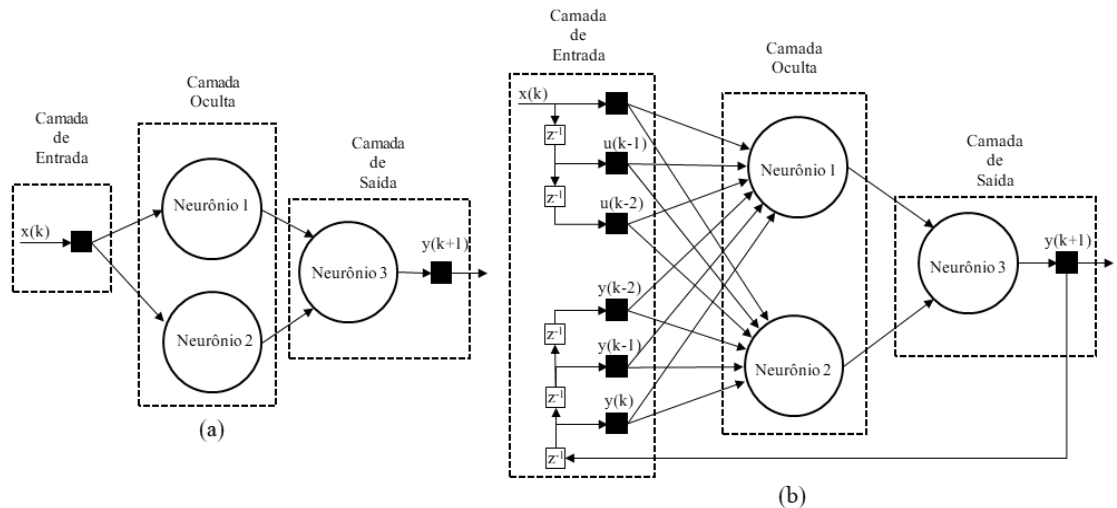 Camada
de
Entrada
x(k)
Camada
Oculta
Neurônio 1
Neurônio 2
Camada
de
Saída
Neurônio 3
y(k+1)
(a)
Camada
de
Entrada
x(k)
z-1
u(k-1)
z-1
u(k-2)
y(k-2)
z-1
y(k-1)
z-1
y(k)
z-1
Camada
Oculta
Neurônio 1
Neurônio 2
Camada
de
Saída
Neurônio 3
y(k+1)
(b)